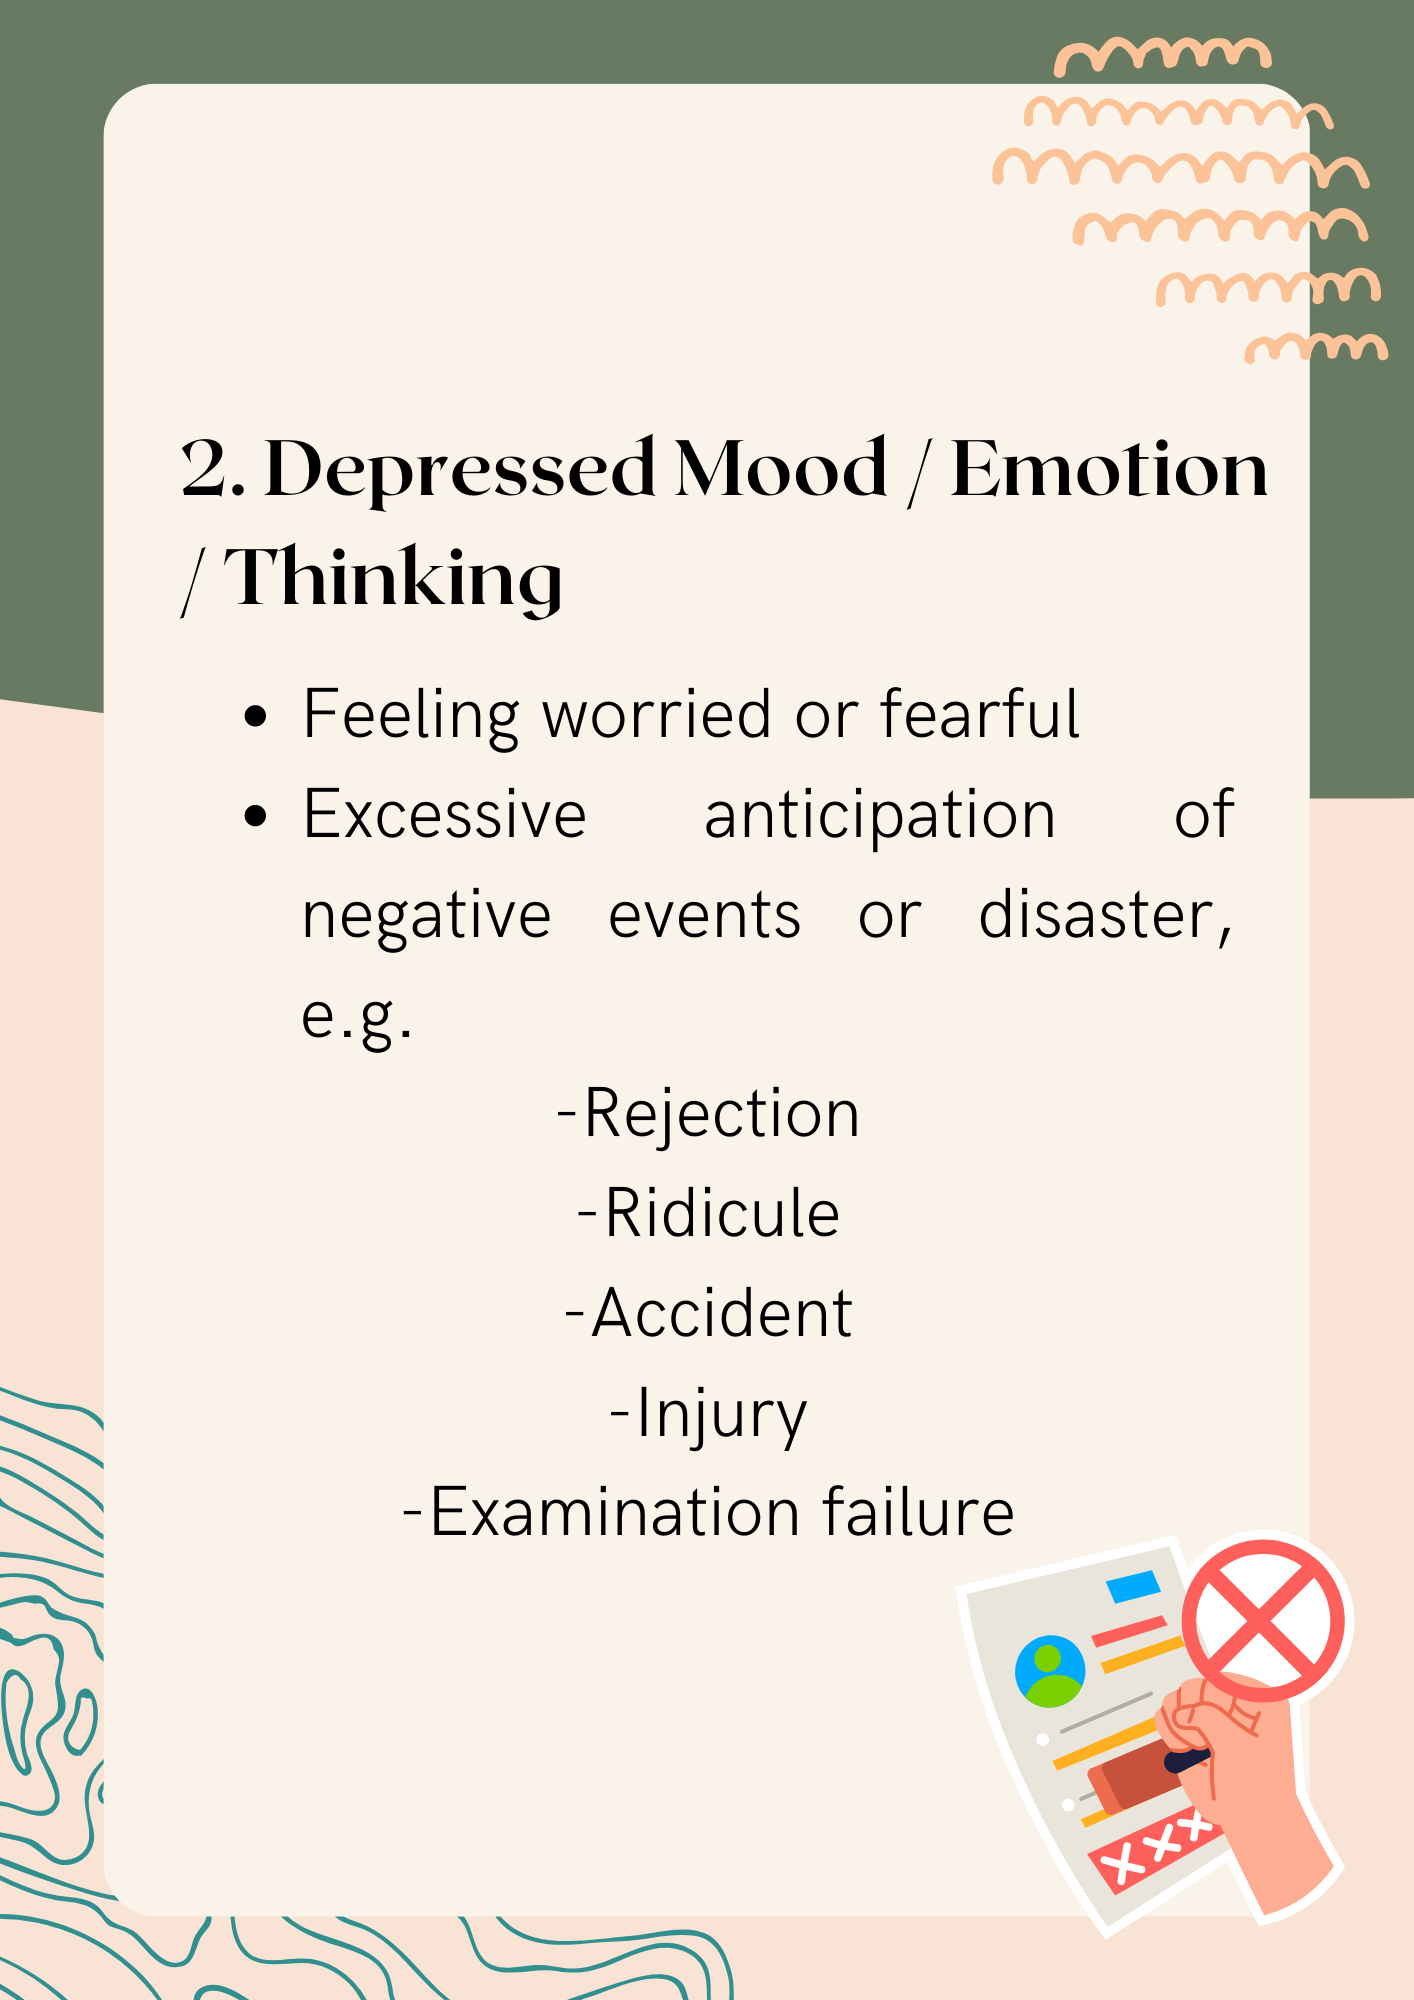 2. Depressed Mood / Emotion
/ Thinking
• Feeling worried or fearful
• Excessive anticipation of
negative events or disaster,
e.g.
-Rejection
-Ridicule
-Accident
-Injury
-Examination failure